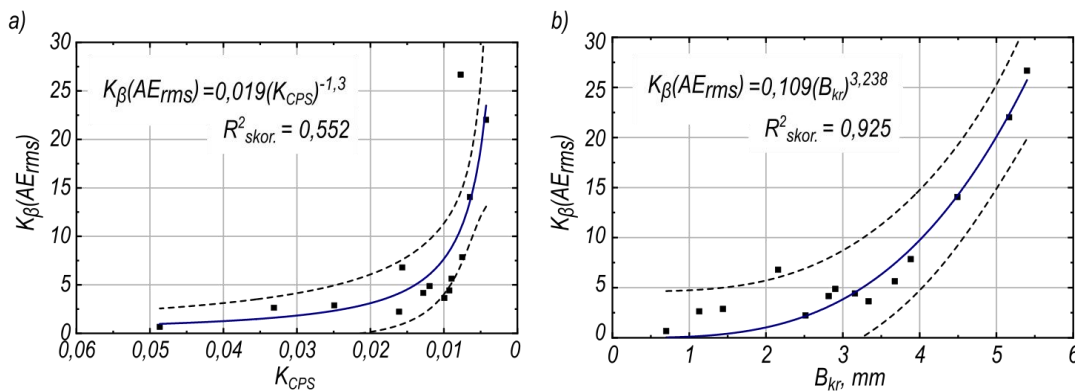 a)
30
25
20
15
10
5
0
Kβ(AErms)
Kβ(AErms)=0,019(KCPS)-1,3
R2skor. = 0,552
0,06 0,05 0,04 0,03 0,02 0,01 0
KCPS
b)
30
25
20
15
10
5
0
Kβ(AErms)
Kβ(AErms)=0,109(Bkr)3,238
R2skor. = 0,925
0 1 2 3 4 5 6
Bkr, mm